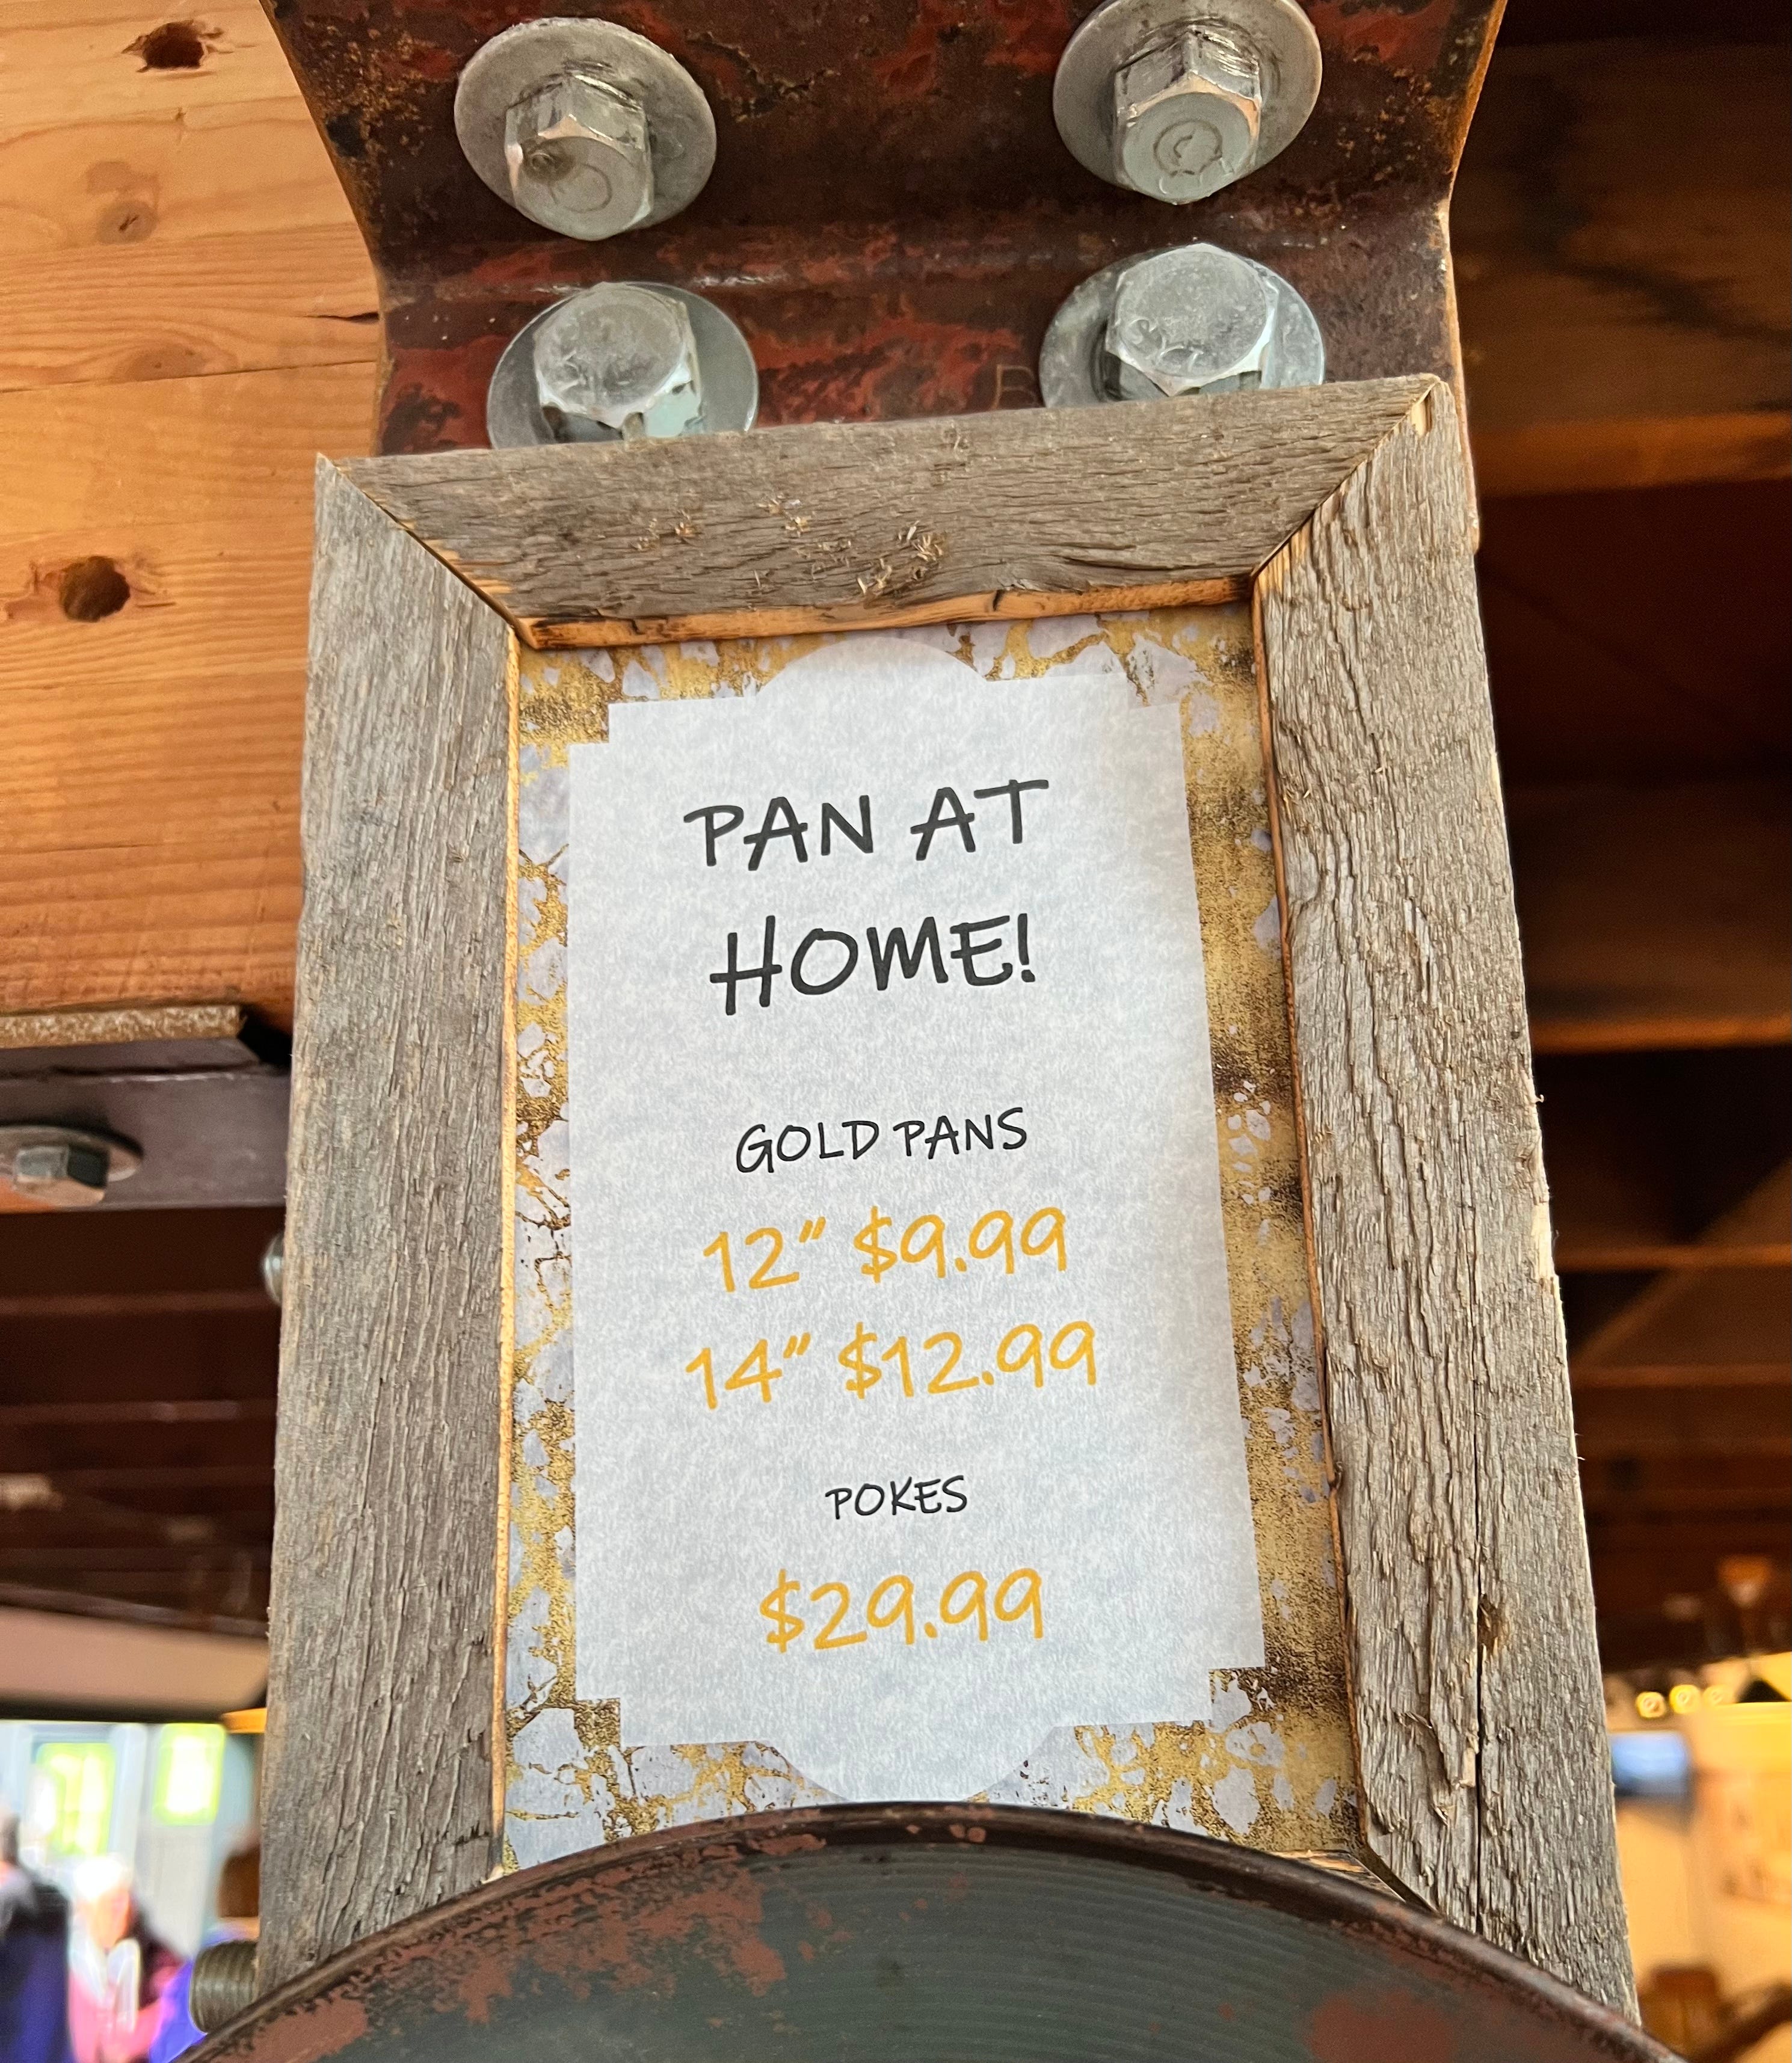 PAN AT
HOME!
GOLD PANS
12" $9.99
14" $12.99
POKES
$29.99